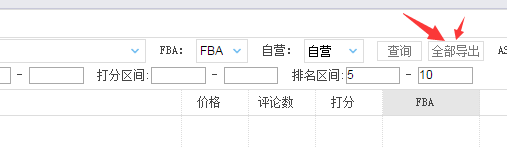 FBA: FBA 自营: 自营 查询 全部导出 AS
- 打分区间: - 排名区间: 5 - 10
价格 评论数 打分 FBA